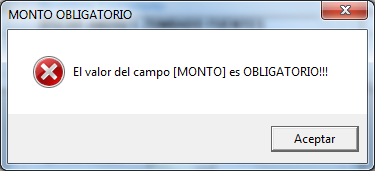 MONTO OBLIGATORIO
El valor del campo [MONTO] es OBLIGATORIO!!!
Aceptar